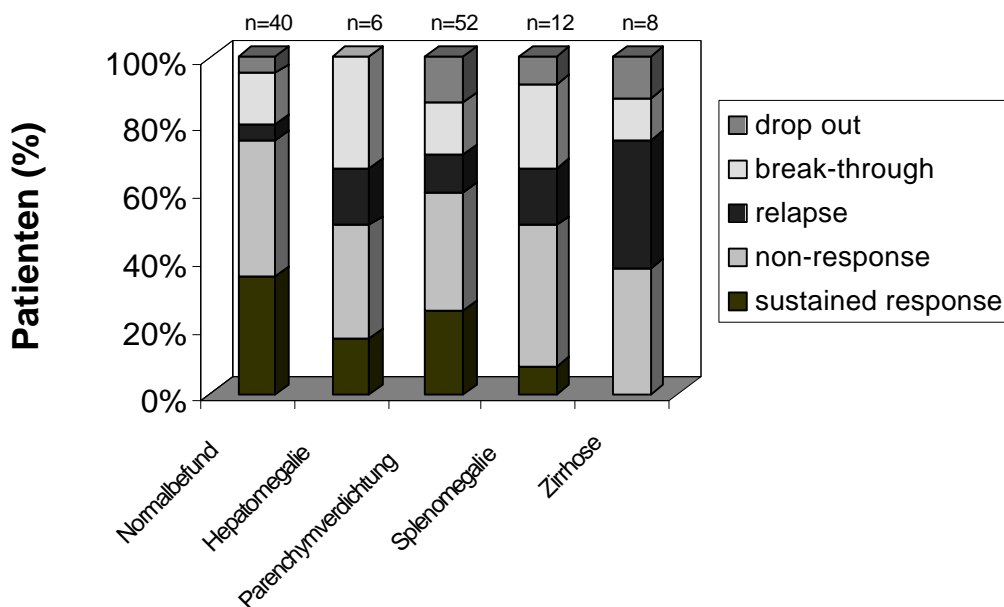 n=40 n=6 n=52 n=12 n=8
Patienten (%)
100%
80%
60%
40%
20%
0%
Normalbefund
Hepatomegalie
Parenchymverdichtung
Splenomegalie
Zirrhose
drop out
break-through
relapse
non-response
sustained response